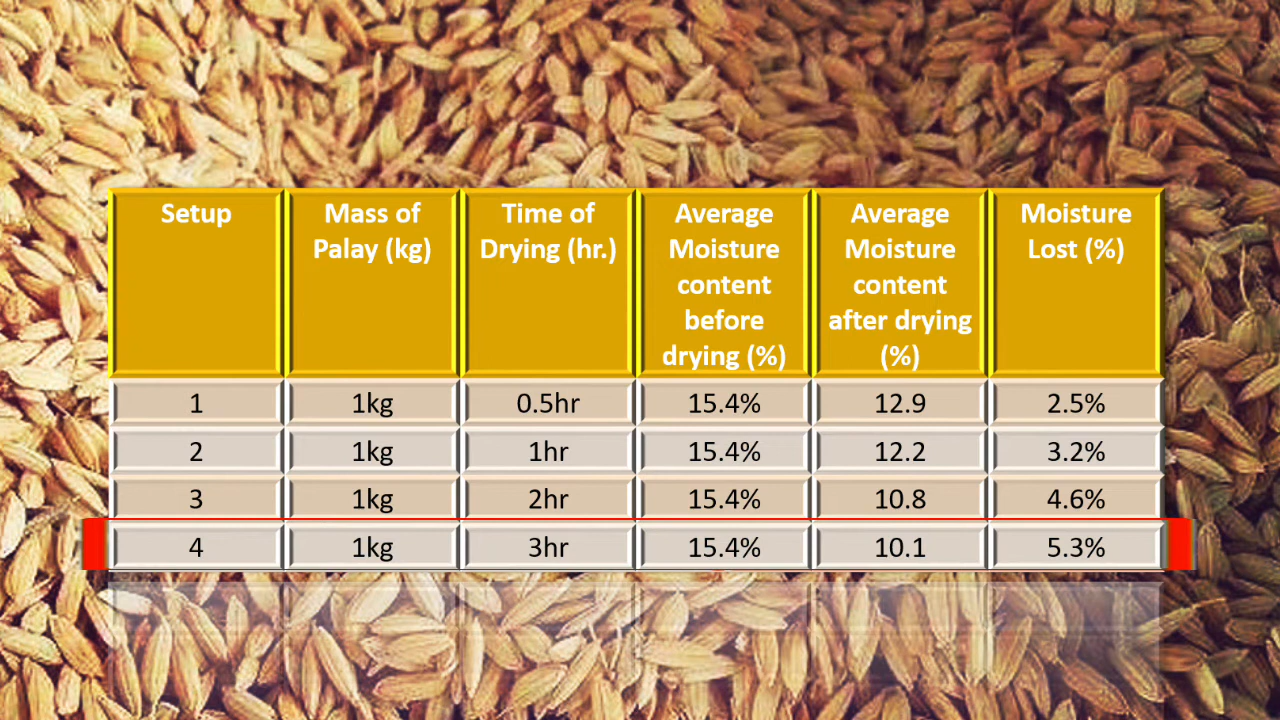 Setup
Mass of
Palay (kg)
Time of
Drying (hr.)
Average
Moisture
content
before
drying (%)
Average
Moisture
content
after drying
(%)
Moisture
Lost (%)
1 1kg 0.5hr 15.4% 12.9 2.5%
2 1kg 1hr 15.4% 12.2 3.2%
3 1kg 2hr 15.4% 10.8 4.6%
4 1kg 3hr 15.4% 10.1 5.3%